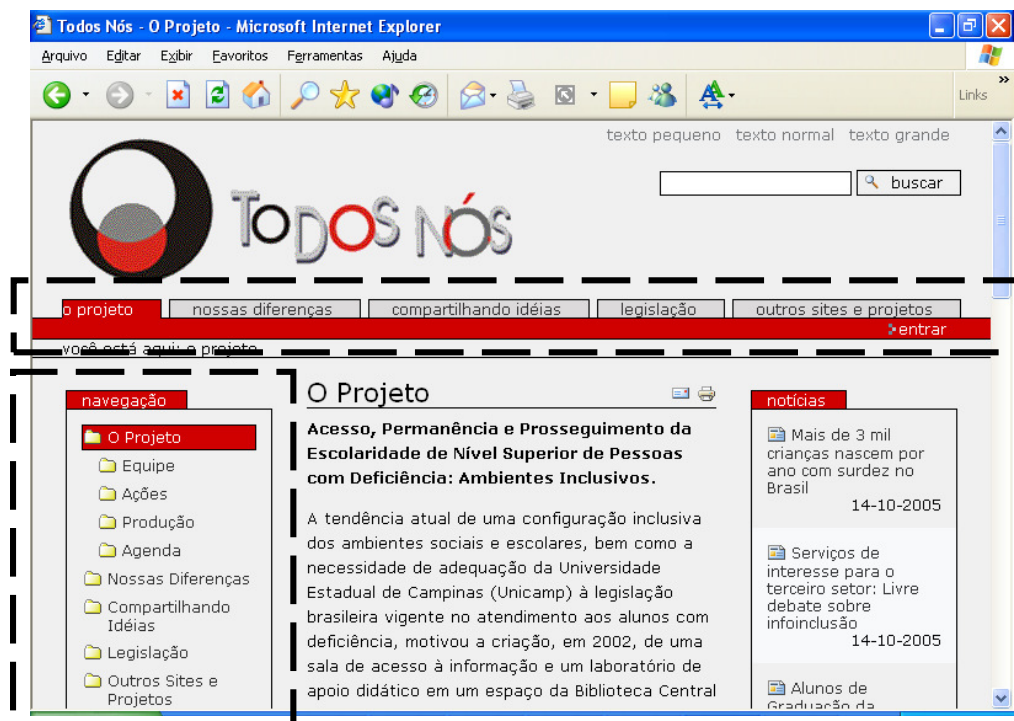 Todos Nós - O Projeto - Microsoft Internet Explorer
Arquivo Editar Exibir Favoritos Ferramentas Ajuda
Links
texto pequeno texto normal texto grande
buscar
TODOS NÓS
o projeto nossas diferenças compartilhando idéias legislação outros sites e projetos
entrar
você está aqui: o projeto
navegação
O Projeto
Equipe
Ações
Produção
Agenda
Nossas Diferenças
Compartilhando
Idéias
Legislação
Outros Sites e
Projetos
O Projeto
Acesso, Permanência e Prosseguimento da
Escolaridade de Nível Superior de Pessoas
com Deficiência: Ambientes Inclusivos.
A tendência atual de uma configuração inclusiva
dos ambientes sociais e escolares, bem como a
necessidade de adequação da Universidade
Estadual de Campinas (Unicamp) à legislação
brasileira vigente no atendimento aos alunos com
deficiência, motivou a criação, em 2002, de uma
sala de acesso à informação e um laboratório de
apoio didático em um espaço da Biblioteca Central
notícias
Mais de 3 mil
crianças nascem por
ano com surdez no
Brasil
14-10-2005
Serviços de
interesse para o
terceiro setor: Livre
debate sobre
infoinclusão
14-10-2005
Alunos de
Graduação da